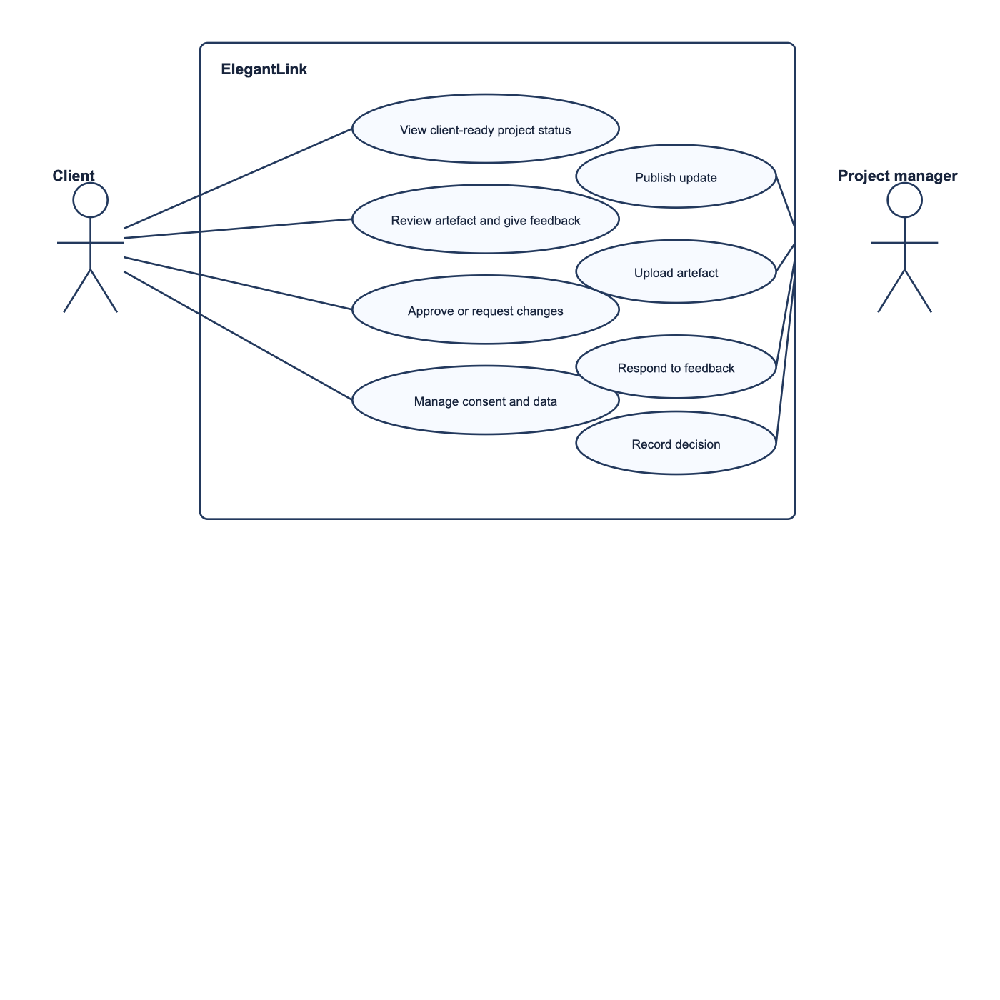 ElegantLink
Client
Project manager
View client-ready project status
Publish update
Review artefact and give feedback
Upload artefact
Approve or request changes
Respond to feedback
Manage consent and data
Record decision